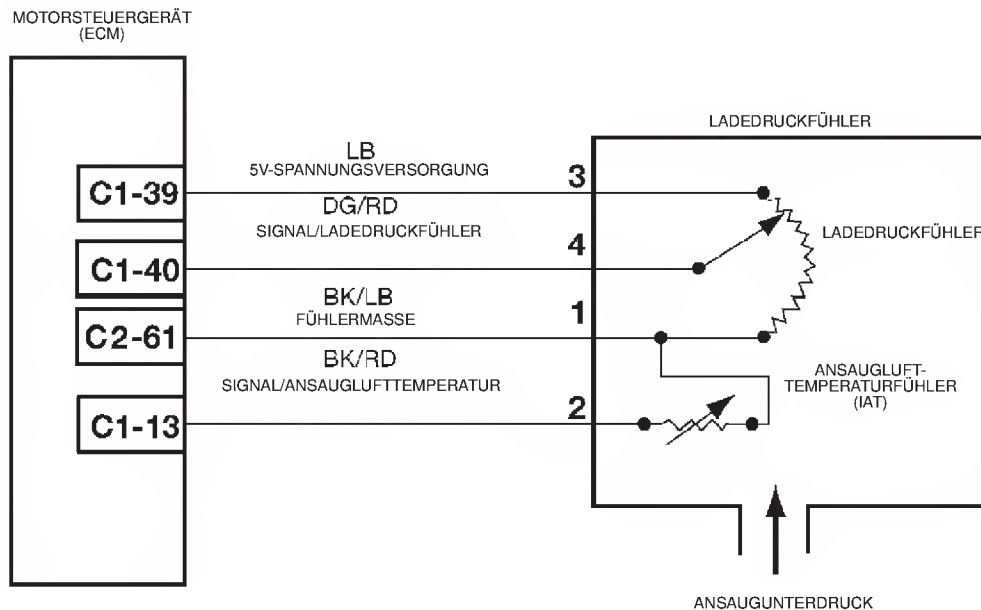 MOTORSTEUERGERÄT
(ECM)
LADEDRUCKFÜHLER
C1-39
LB
5V-SPANNUNGSVERSORGUNG
3
C1-40
DG/RD
SIGNAL/LADEDRUCKFÜHLER
4
LADEDRUCKFÜHLER
C2-61
BK/LB
FÜHLERMASSE
1
C1-13
BK/RD
SIGNAL/ANSAUGLUFTTEMPERATUR
2
ANSAUGLUFT-
TEMPERATURFÜHLER
(IAT)
ANSAUGUNTERDRUCK